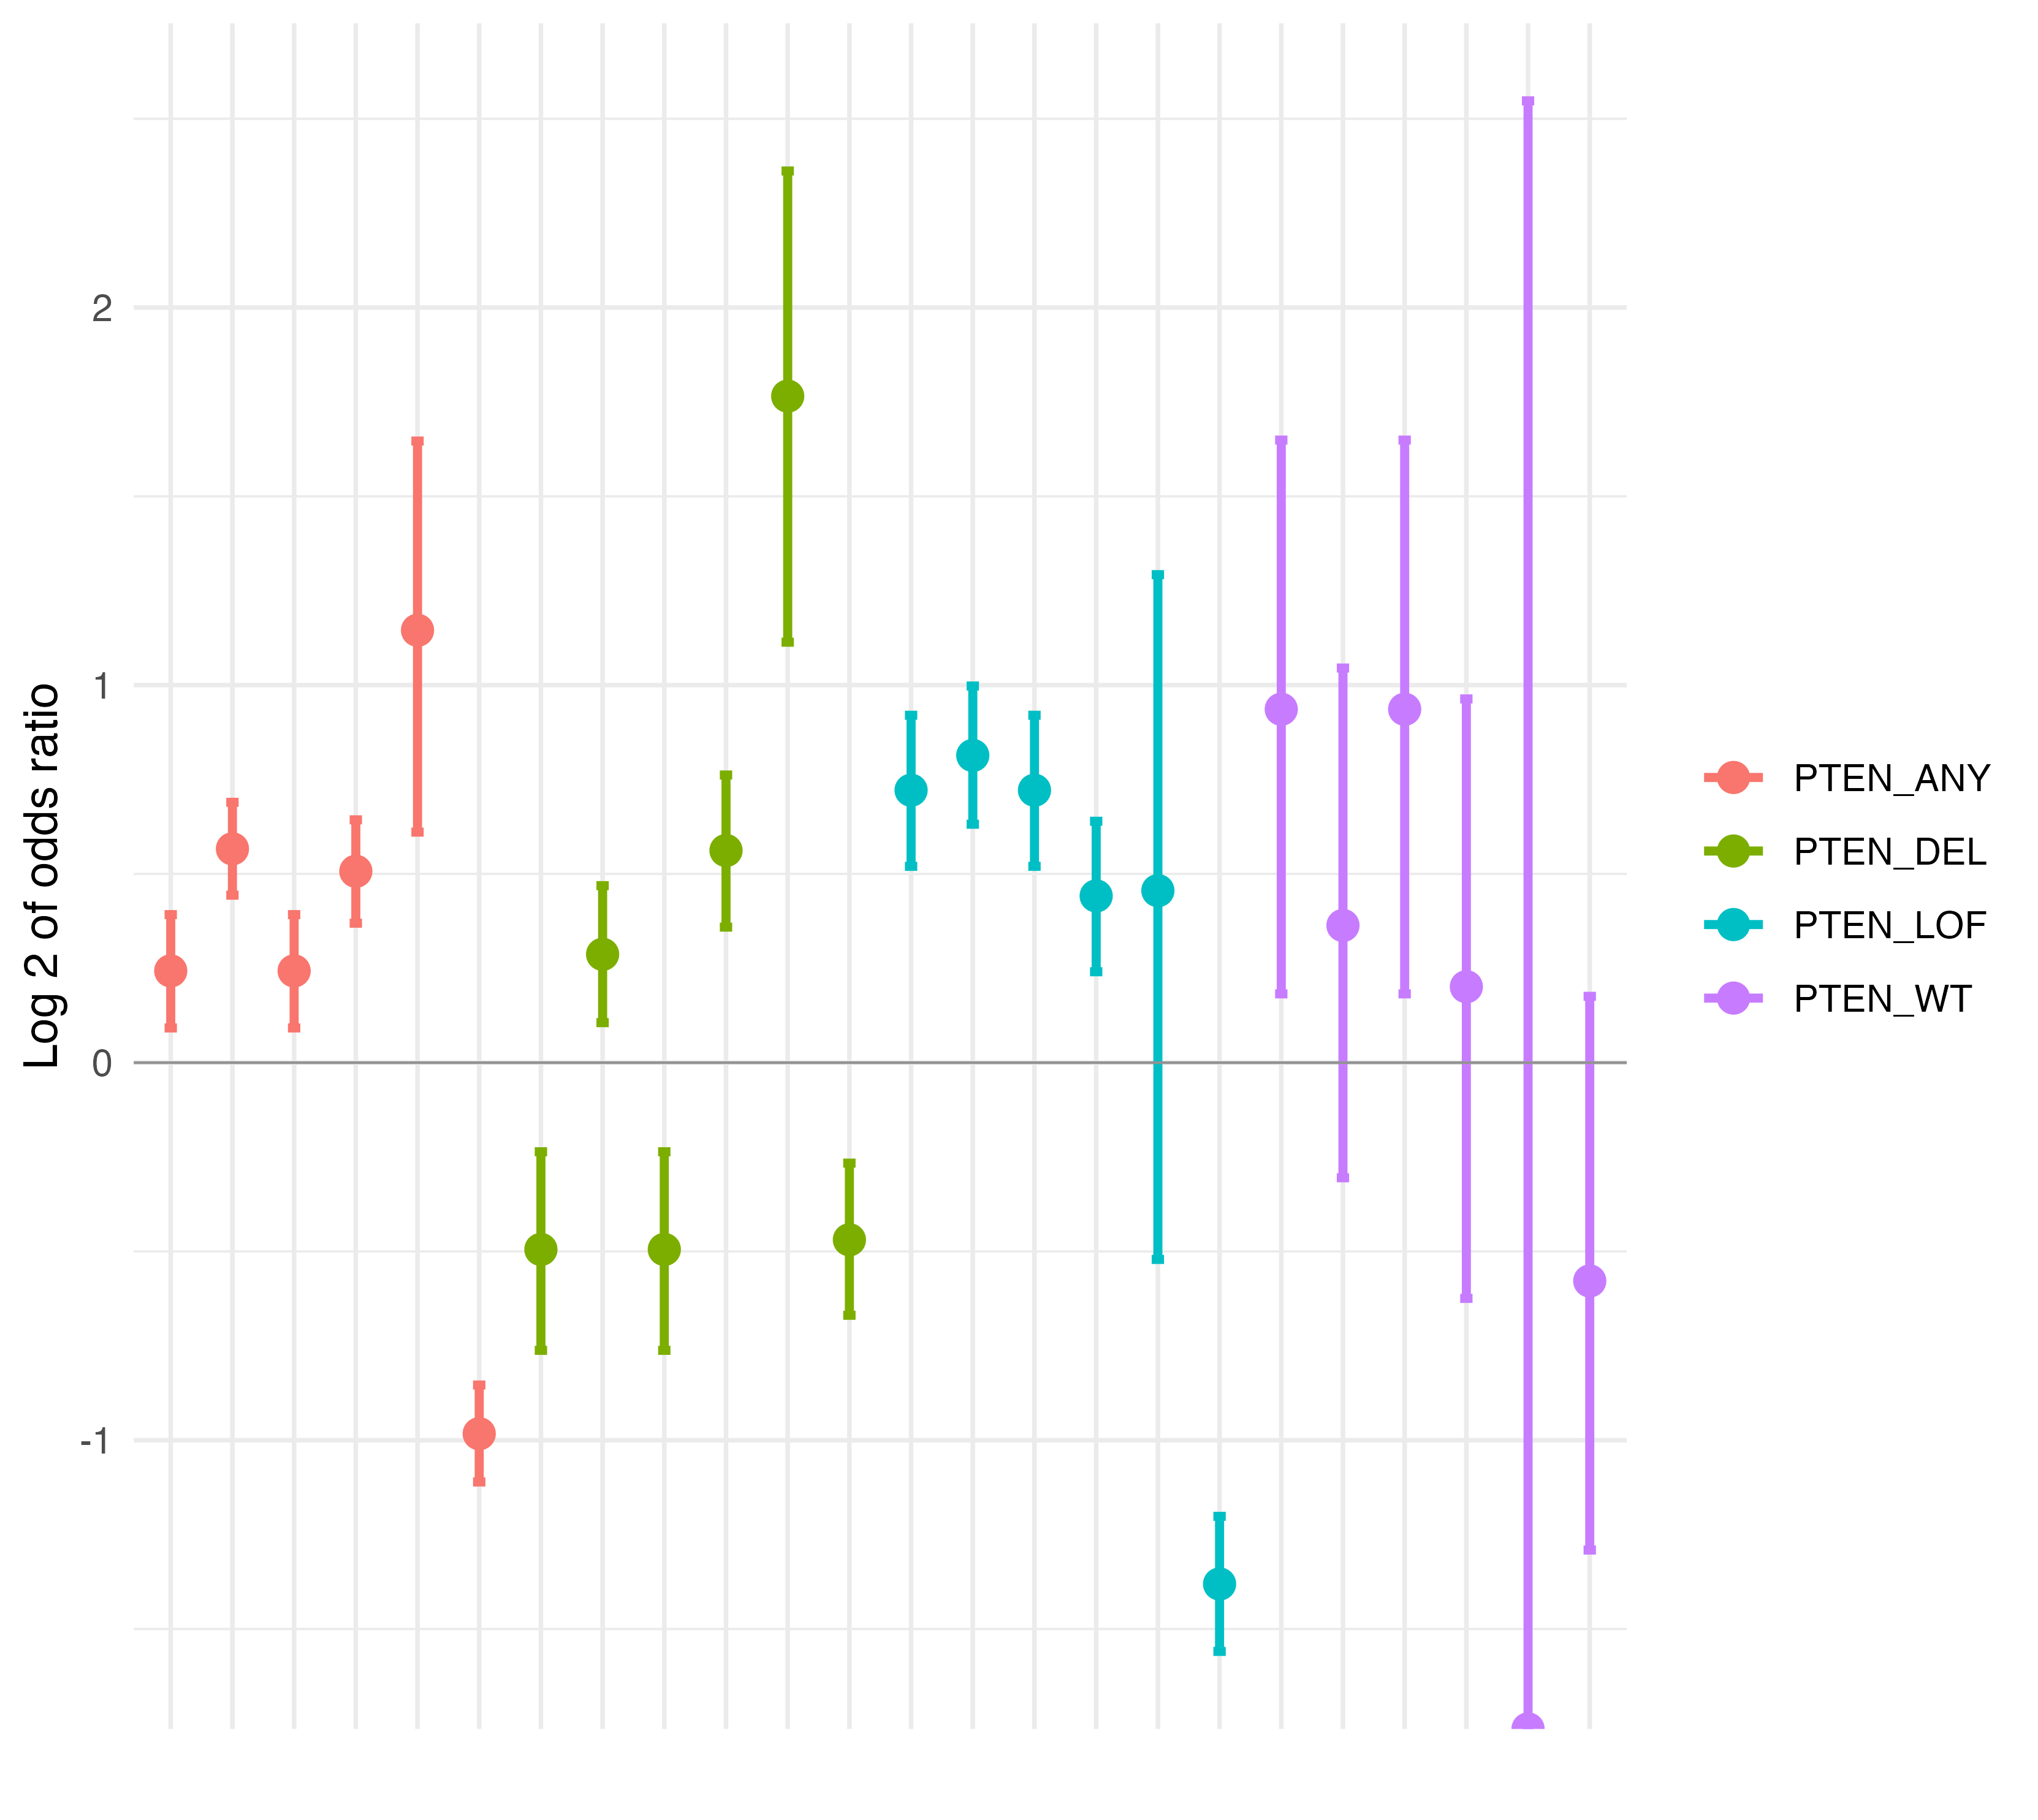 Log 2 of odds ratio
2
1
0
-1
PTEN_ANY
PTEN_DEL
PTEN_LOF
PTEN_WT